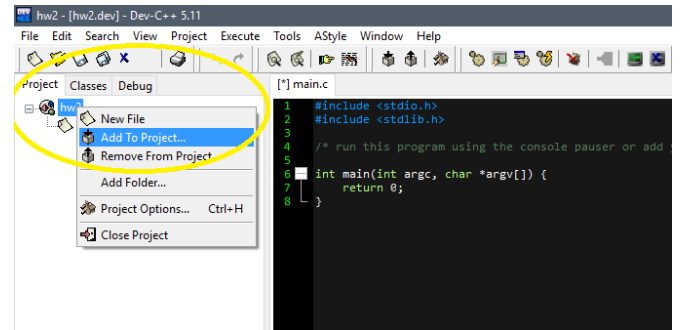 hw2 - [hw2.dev] - Dev-C++ 5.11
File Edit Search View Project Execute Tools AStyle Window Help
Project Classes Debug
[*] main.c
hw2
New File
Add To Project...
Remove From Project
Add Folder...
Project Options... Ctrl+H
Close Project
1 #include <stdio.h>
2 #include <stdlib.h>
3
4 /* run this program using the console pauser or add
5
6 int main(int argc, char *argv[]) {
7 return 0;
8 }